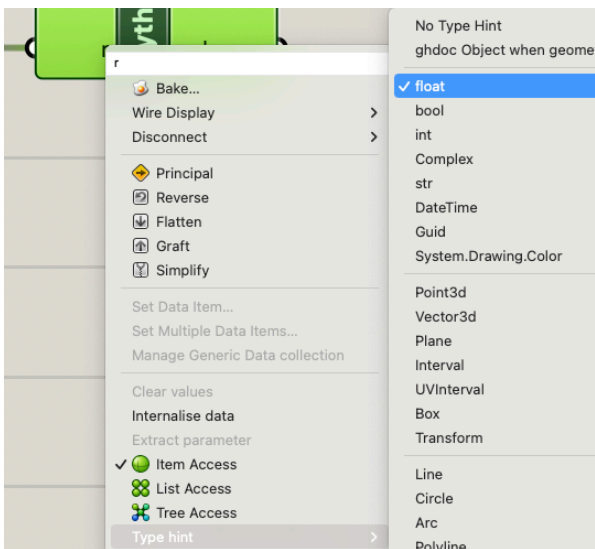 yth
r
Bake...
Wire Display
Disconnect
Principal
Reverse
Flatten
Graft
Simplify
Set Data Item...
Set Multiple Data Items...
Manage Generic Data collection
Clear values
Internalise data
Extract parameter
Item Access
List Access
Tree Access
Type hint
No Type Hint
ghdoc Object when geome
float
bool
int
Complex
str
DateTime
Guid
System.Drawing.Color
Point3d
Vector3d
Plane
Interval
UVInterval
Box
Transform
Line
Circle
Arc
Polyline